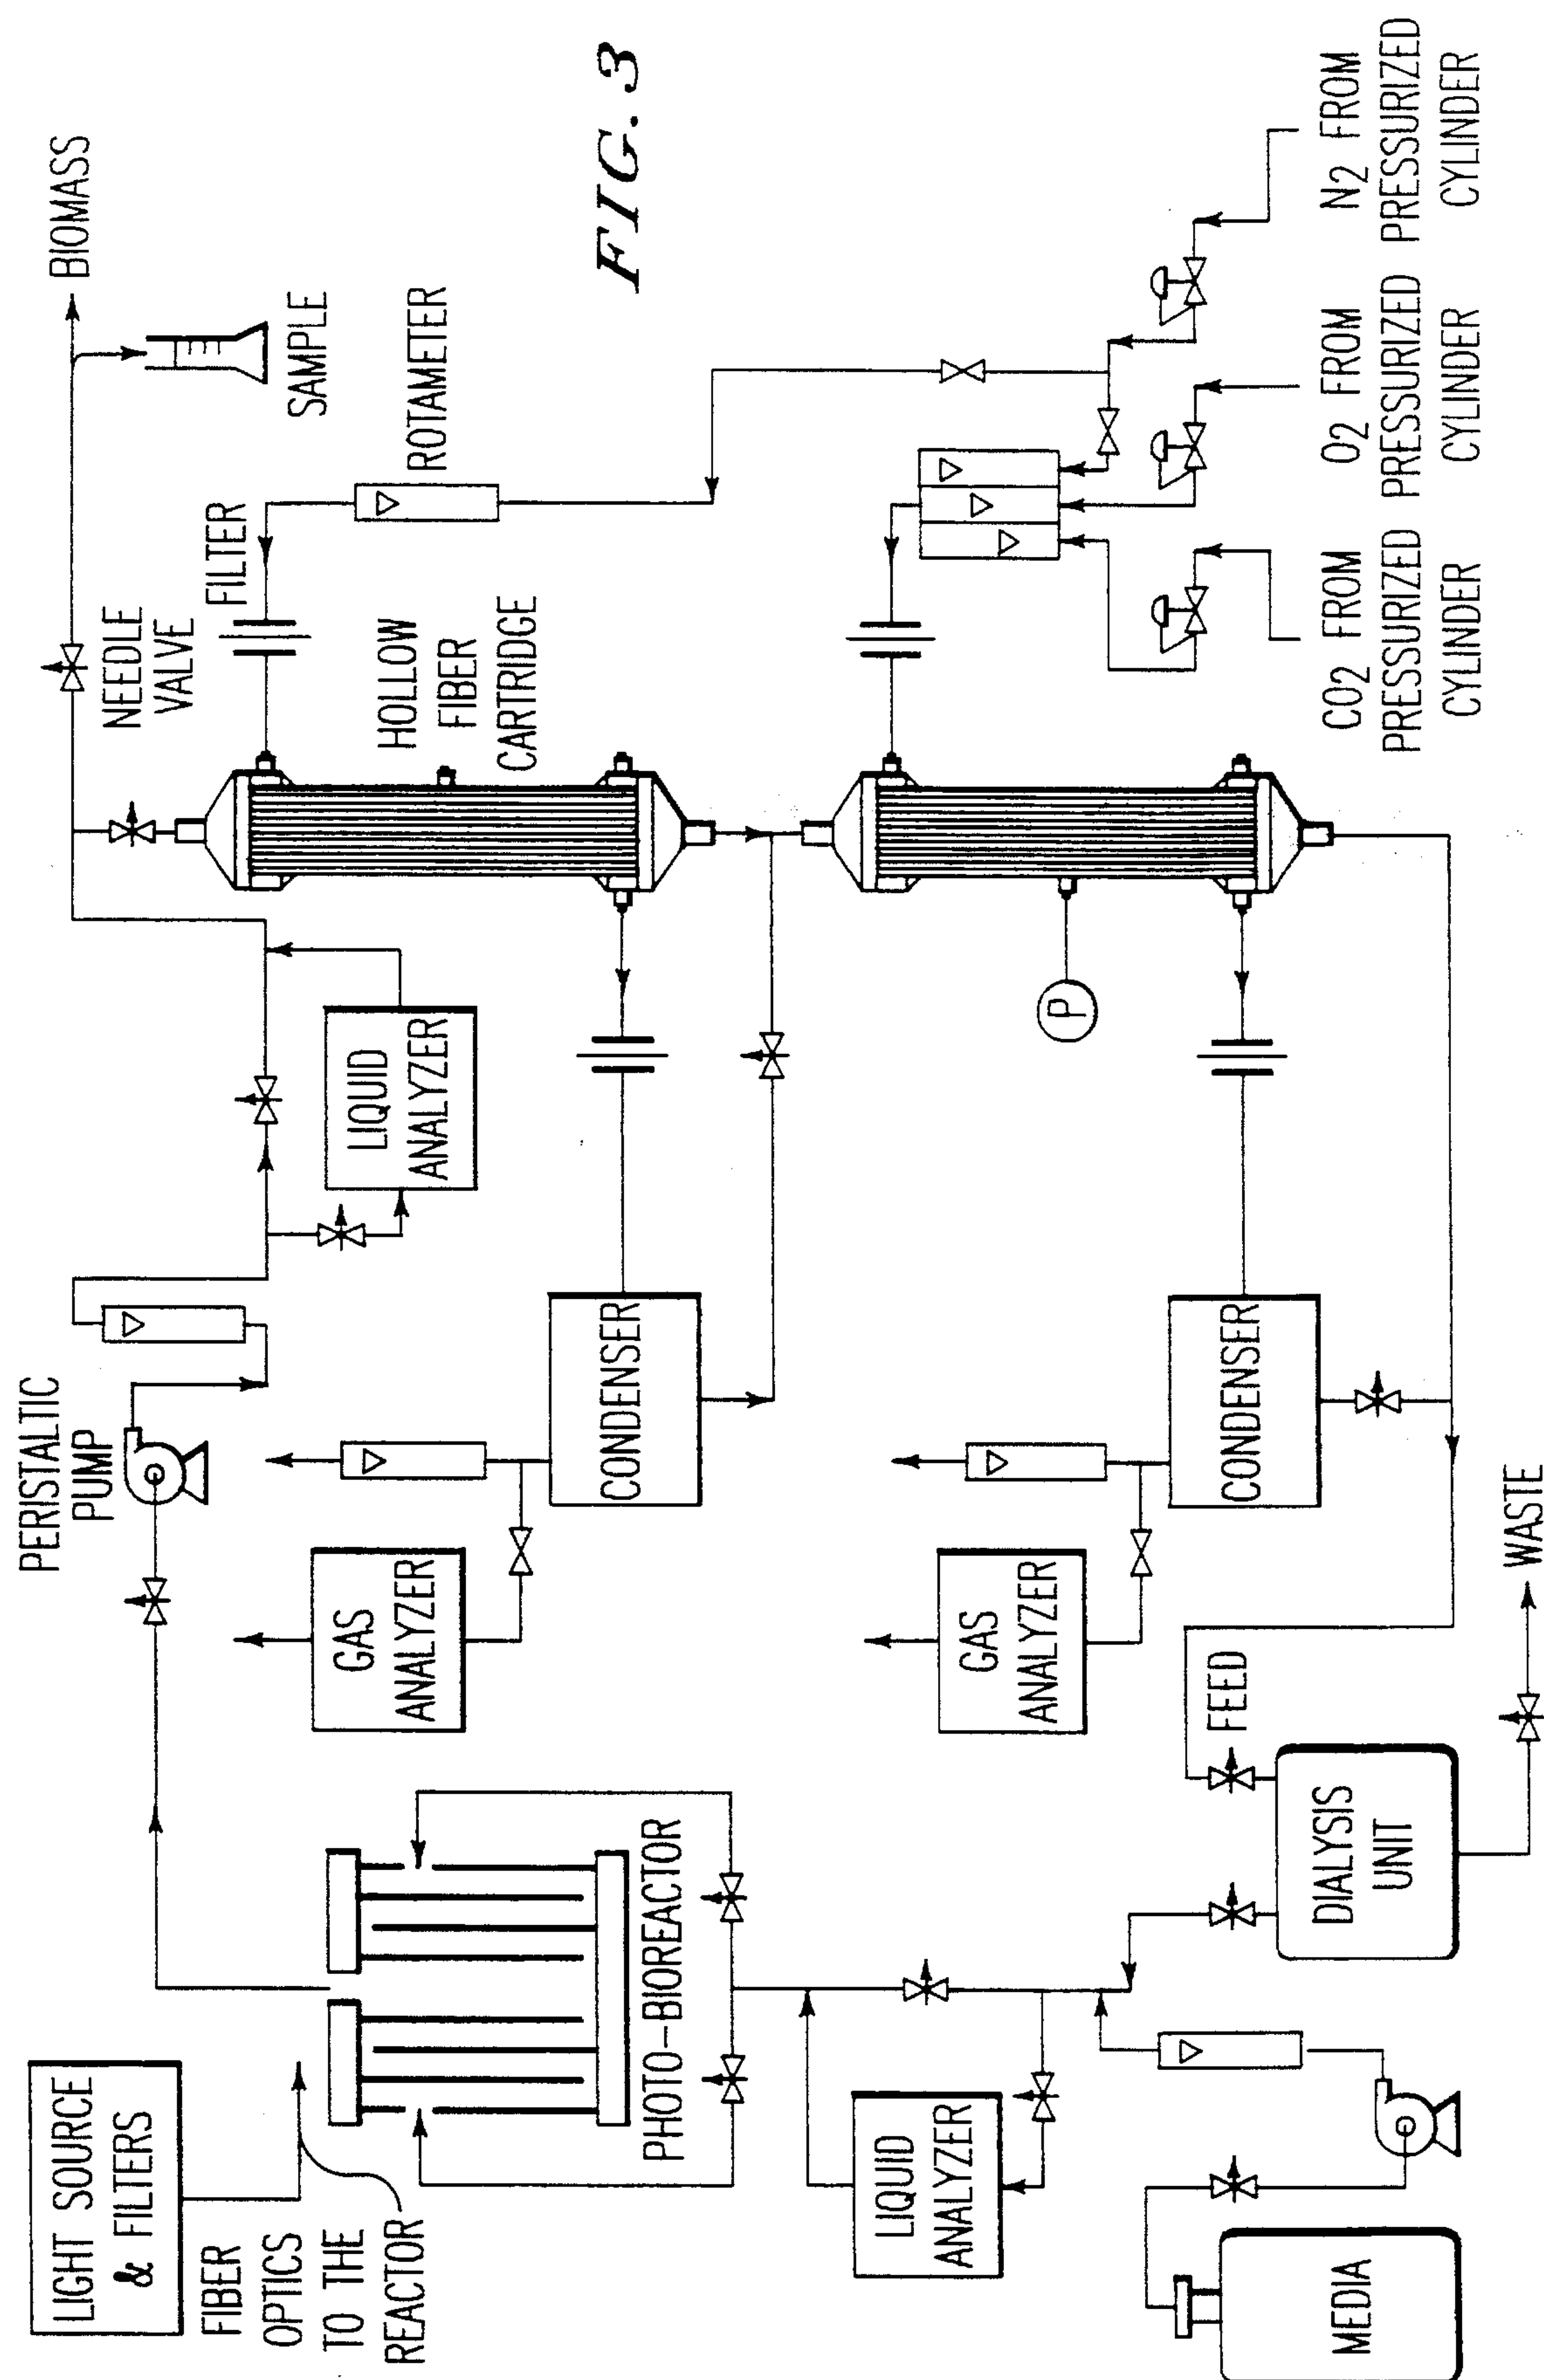 FIG. 3
LIGHT SOURCE
& FILTERS
FIBER
OPTICS
TO THE
REACTOR
PHOTO-BIOREACTOR
PERISTALTIC
PUMP
GAS
ANALYZER
CONDENSER
LIQUID
ANALYZER
NEEDLE
VALVE
FILTER
HOLLOW
FIBER
CARTRIDGE
BIOMASS
SAMPLE
ROTAMETER
LIQUID
ANALYZER
MEDIA
DIALYSIS
UNIT
FEED
WASTE
GAS
ANALYZER
CONDENSER
P
CO2 FROM
PRESSURIZED
CYLINDER
O2 FROM
PRESSURIZED
CYLINDER
N2 FROM
PRESSURIZED
CYLINDER